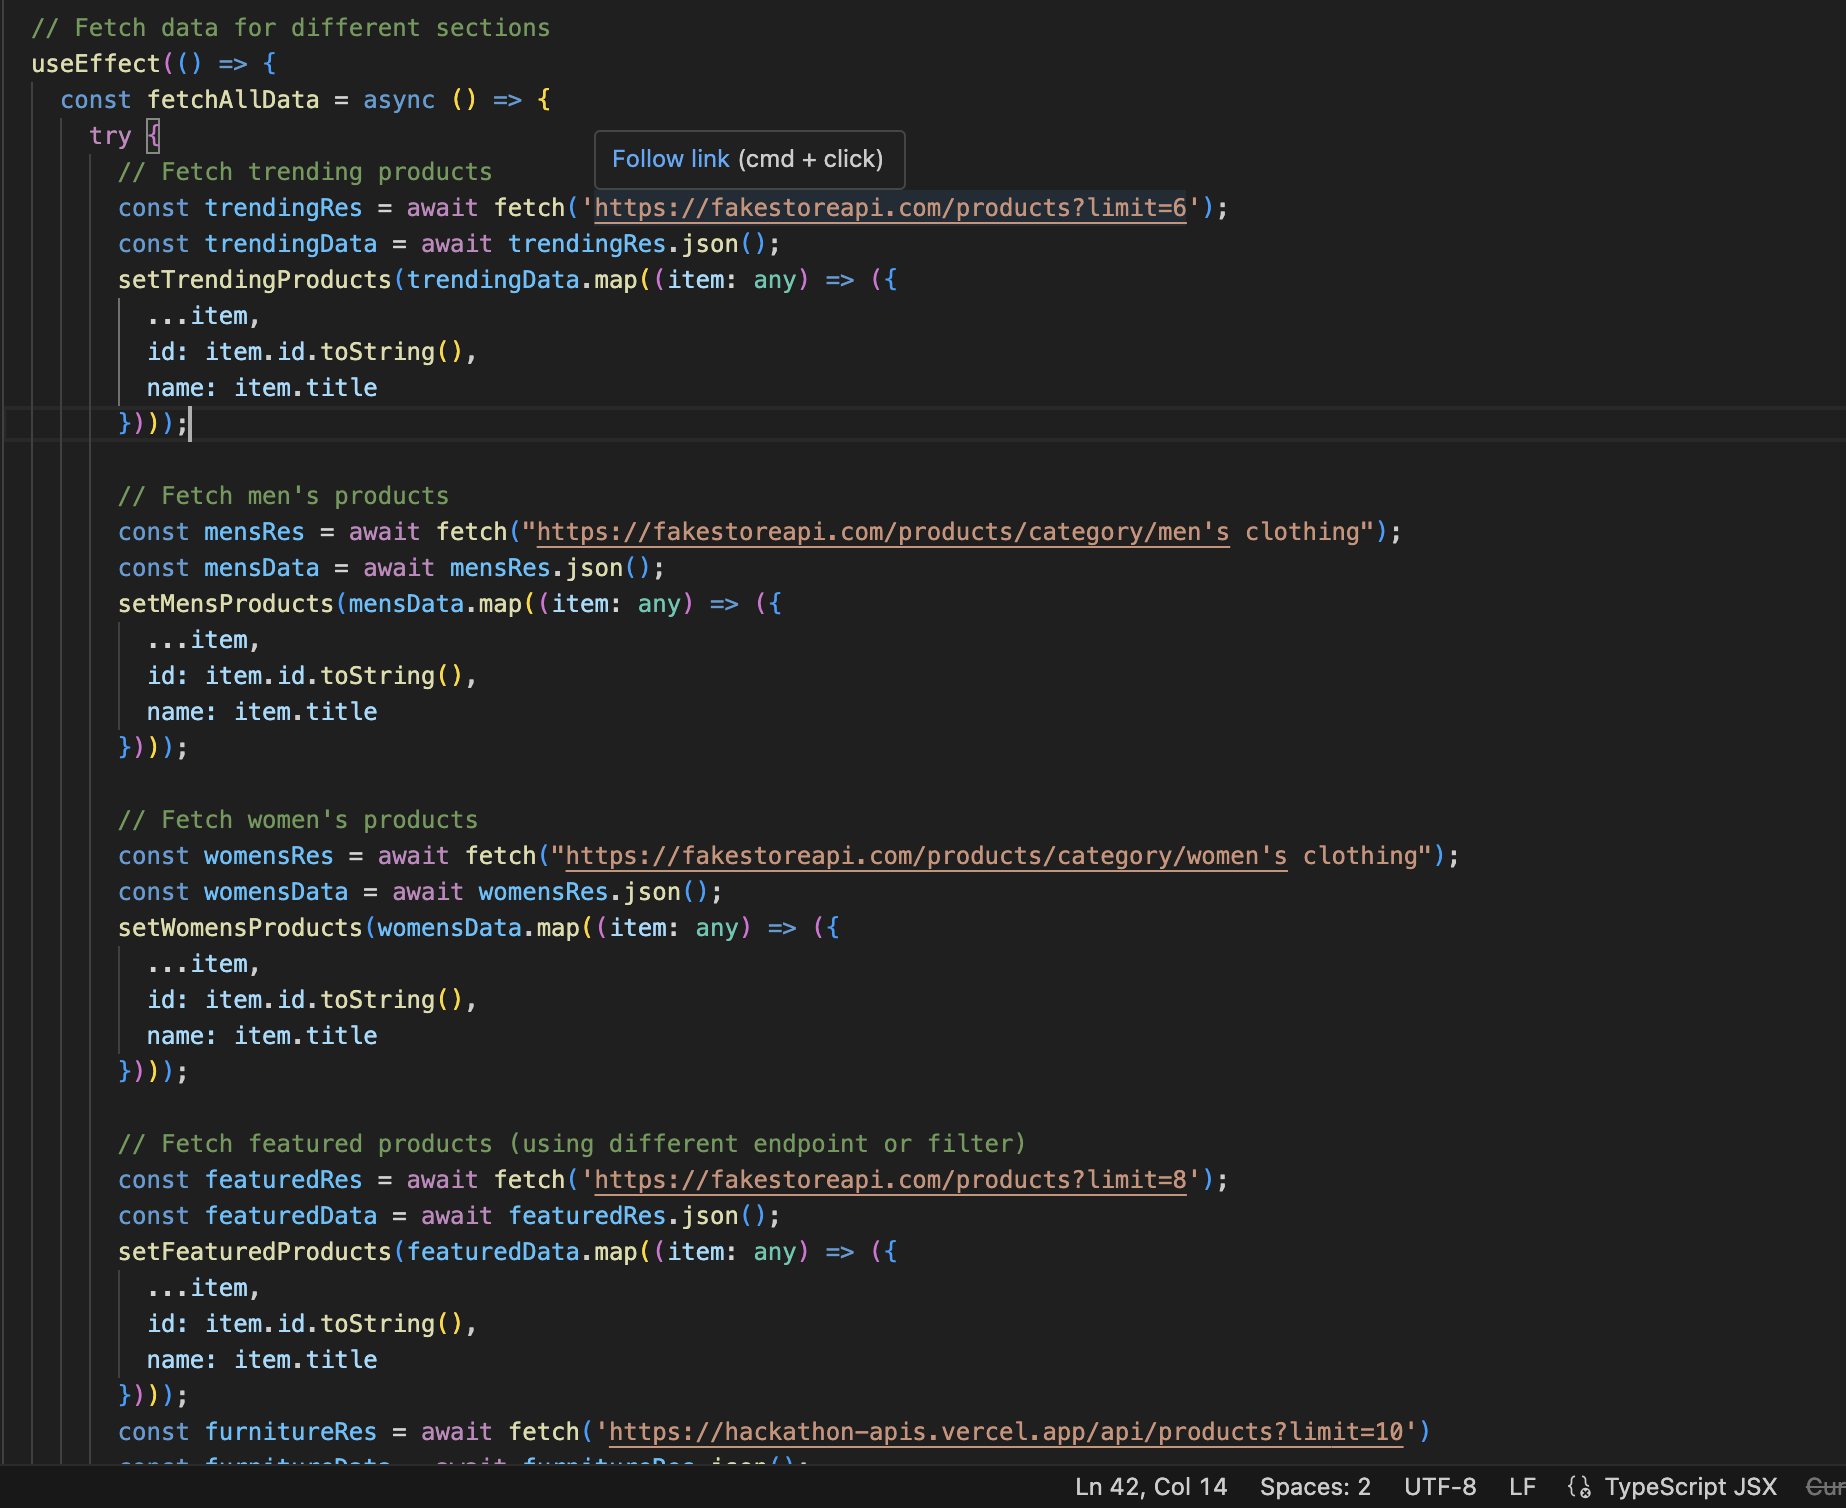 // Fetch data for different sections
useEffect(() => {
const fetchAllData = async () => {
try {
Follow link (cmd + click)
// Fetch trending products
const trendingRes = await fetch('https://fakestoreapi.com/products?limit=6');
const trendingData = await trendingRes.json();
setTrendingProducts(trendingData.map((item: any) => ({
...item,
id: item.id.toString(),
name: item.title
})));
// Fetch men's products
const mensRes = await fetch("https://fakestoreapi.com/products/category/men's clothing");
const mensData = await mensRes.json();
setMensProducts(mensData.map((item: any) => ({
...item,
id: item.id.toString(),
name: item.title
})));
// Fetch women's products
const womensRes = await fetch("https://fakestoreapi.com/products/category/women's clothing");
const womensData = await womensRes.json();
setWomensProducts(womensData.map((item: any) => ({
...item,
id: item.id.toString(),
name: item.title
})));
// Fetch featured products (using different endpoint or filter)
const featuredRes = await fetch('https://fakestoreapi.com/products?limit=8');
const featuredData = await featuredRes.json();
setFeaturedProducts(featuredData.map((item: any) => ({
...item,
id: item.id.toString(),
name: item.title
})));
const furnitureRes = await fetch('https://hackathon-apis.vercel.app/api/products?limit=10')
const furnitureData = await furnitureRes.json();
Ln 42, Col 14 Spaces: 2 UTF-8 LF TypeScript JSX